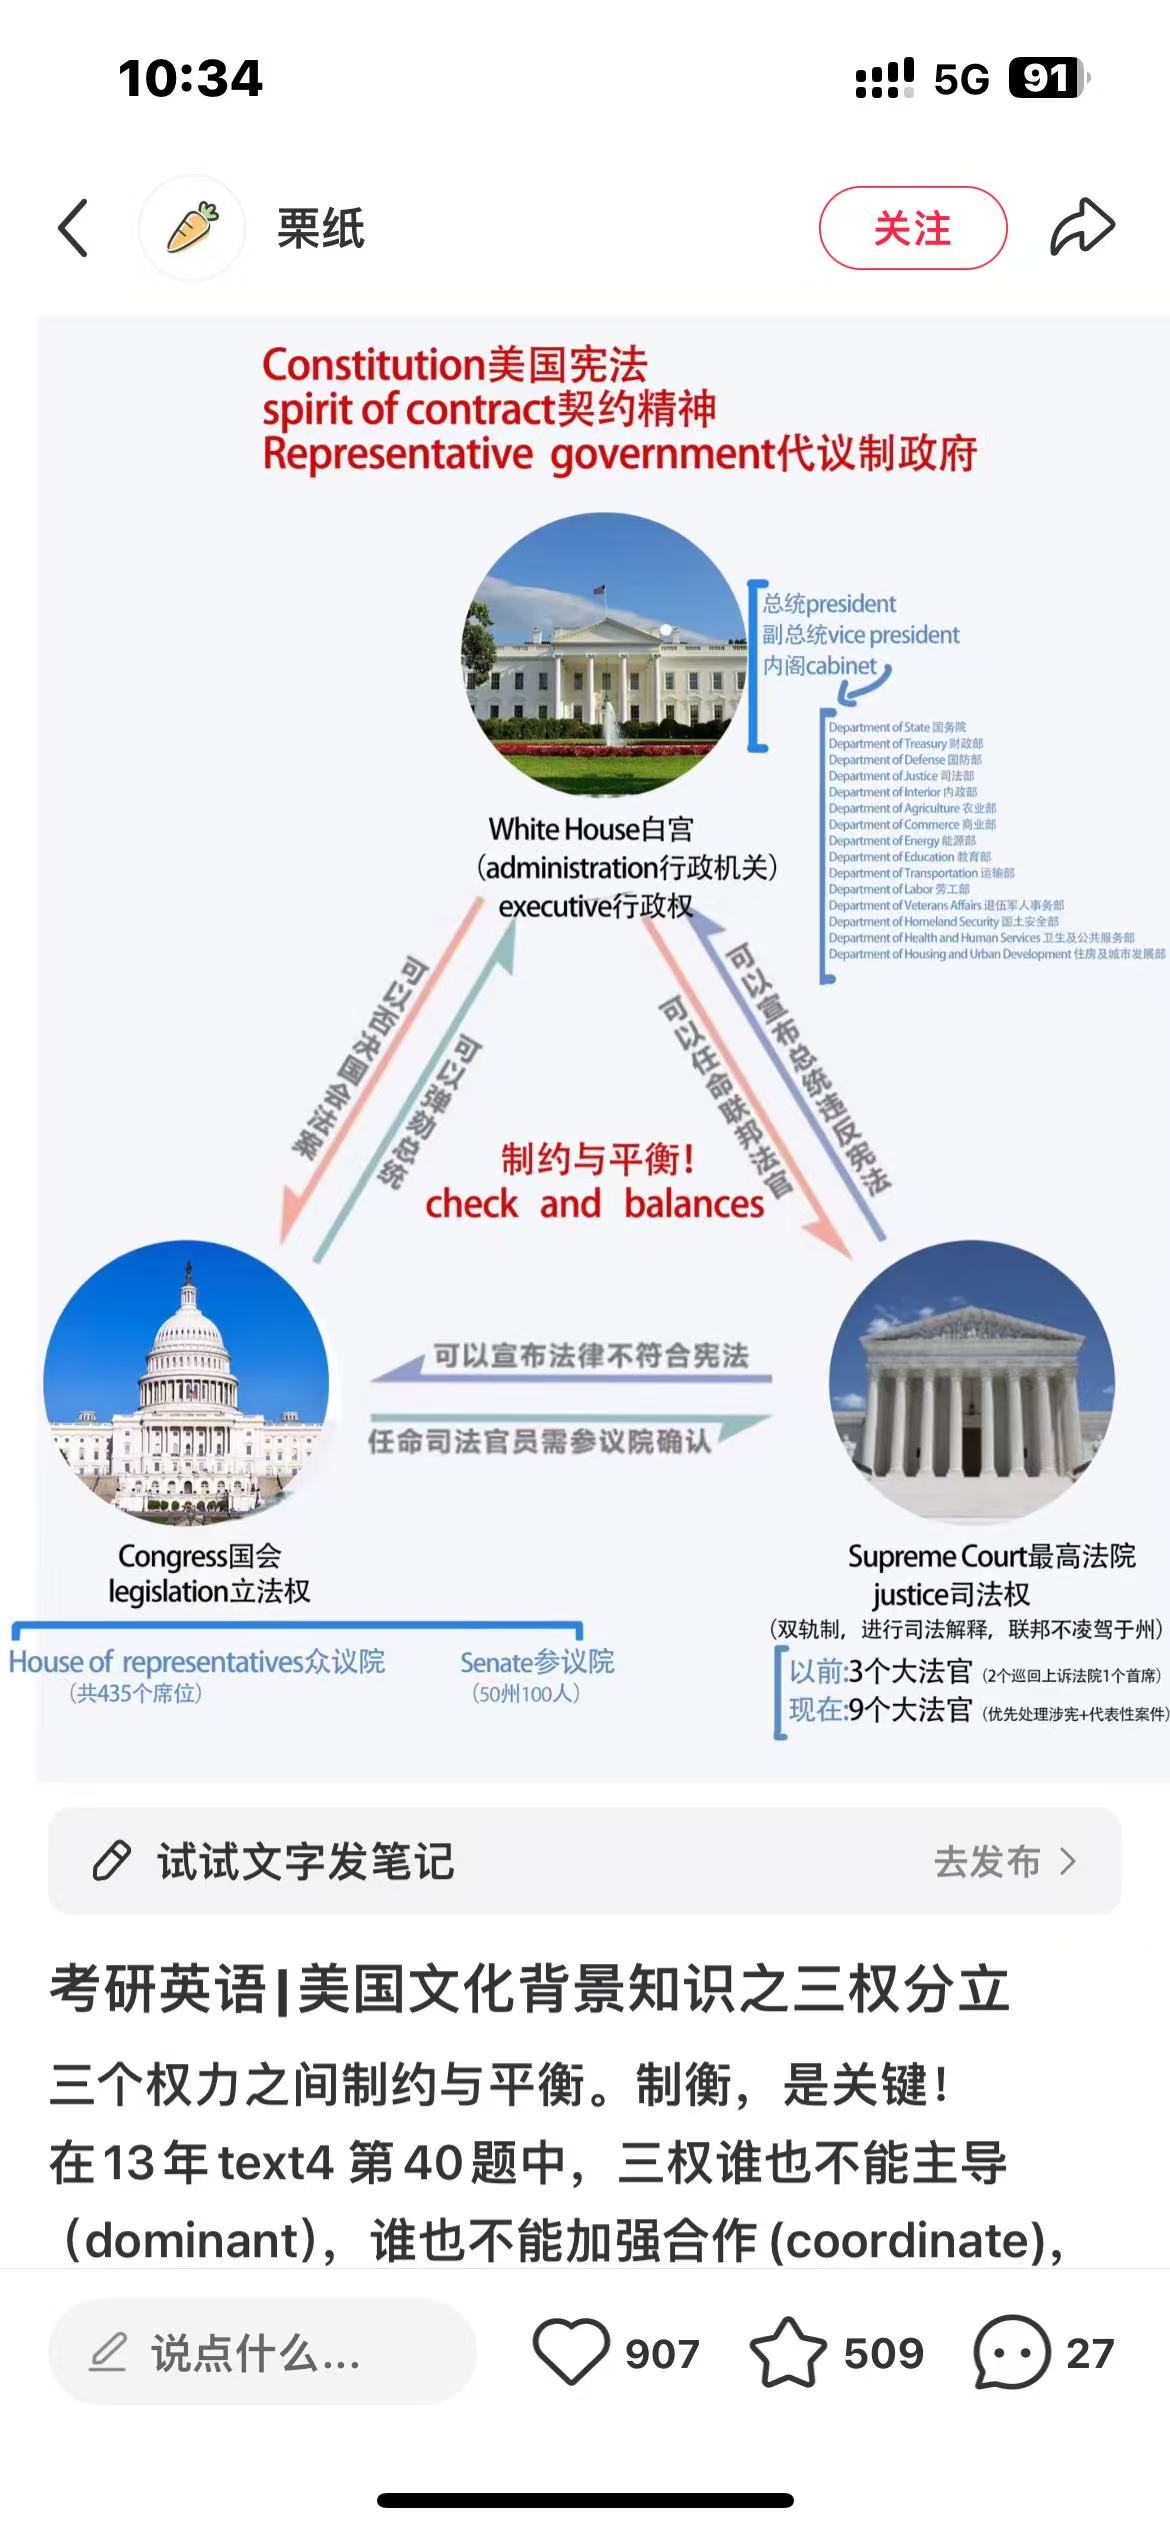 10:34
5G 91
栗纸
关注
Constitution美国宪法
spirit of contract契约精神
Representative government代议制政府
总统president
副总统vice president
内阁cabinet
Department of State 国务院
Department of Treasury 财政部
Department of Defense 国防部
Department of Justice 司法部
Department of Interior 内政部
Department of Agriculture 农业部
Department of Commerce 商业部
Department of Energy 能源部
Department of Education 教育部
Department of Transportation 运输部
Department of Labor 劳工部
Department of Veterans Affairs 退伍军人事务部
Department of Homeland Security 国土安全部
Department of Health and Human Services 卫生及公共服务部
Department of Housing and Urban Development 住房及城市发展部
White House白宫
(administration行政机关)
executive行政权
可以否决国会法案
可以弹劾总统
可以任命联邦法官
可以宣布总统违反宪法
制约与平衡!
check and balances
可以宣布法律不符合宪法
任命司法官员需参议院确认
Congress国会
legislation立法权
House of representatives众议院
(共435个席位)
Senate参议院
(50州100人)
Supreme Court最高法院
justice司法权
(双轨制，进行司法解释，联邦不凌驾于州)
以前:3个大法官 (2个巡回上诉法院1个首席)
现在:9个大法官 (优先处理涉宪+代表性案件)
试试文字发笔记
去发布
考研英语|美国文化背景知识之三权分立
三个权力之间制约与平衡。制衡，是关键!
在13年text4 第40题中，三权谁也不能主导
（dominant)，谁也不能加强合作 (coordinate)，
说点什么...
907
509
27